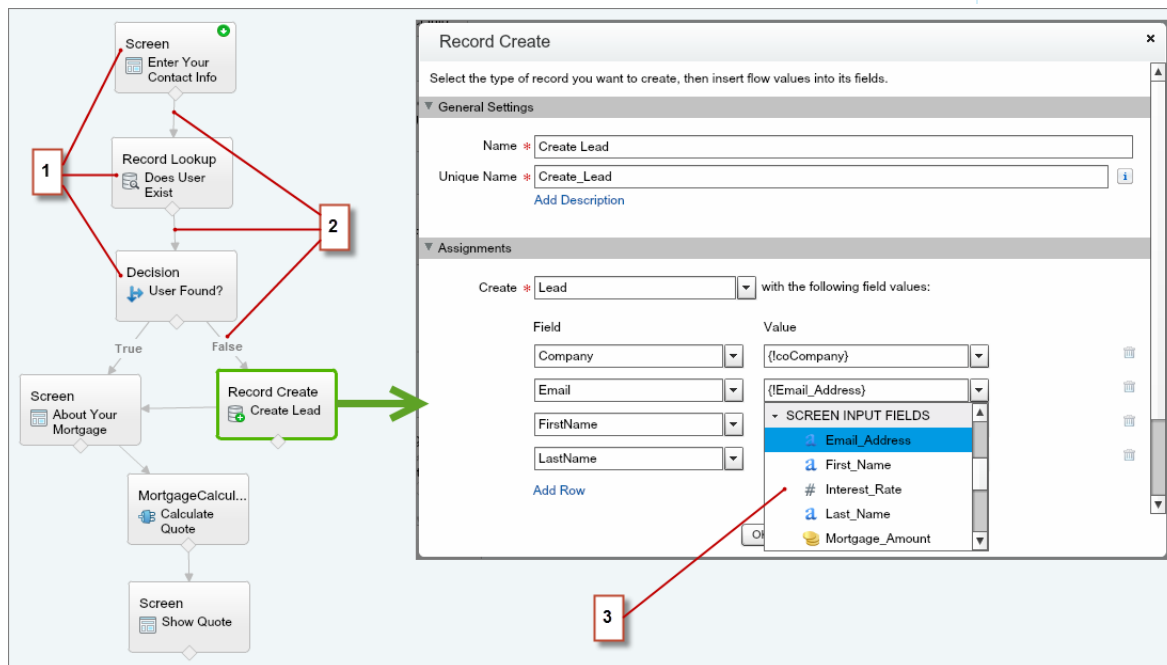 Screen
Enter Your
Contact Info
1
Record Lookup
Does User
Exist
2
Decision
User Found?
True
False
Screen
About Your
Mortgage
Record Create
Create Lead
MortgageCalcul...
Calculate
Quote
Screen
Show Quote
Record Create
Select the type of record you want to create, then insert flow values into its fields.
General Settings
Name * Create Lead
Unique Name * Create_Lead
Add Description
Assignments
Create * Lead with the following field values:
Field Value
Company {!coCompany}
Email {!Email_Address}
FirstName
LastName
Add Row
SCREEN INPUT FIELDS
a Email_Address
a First_Name
# Interest_Rate
a Last_Name
Mortgage_Amount
3